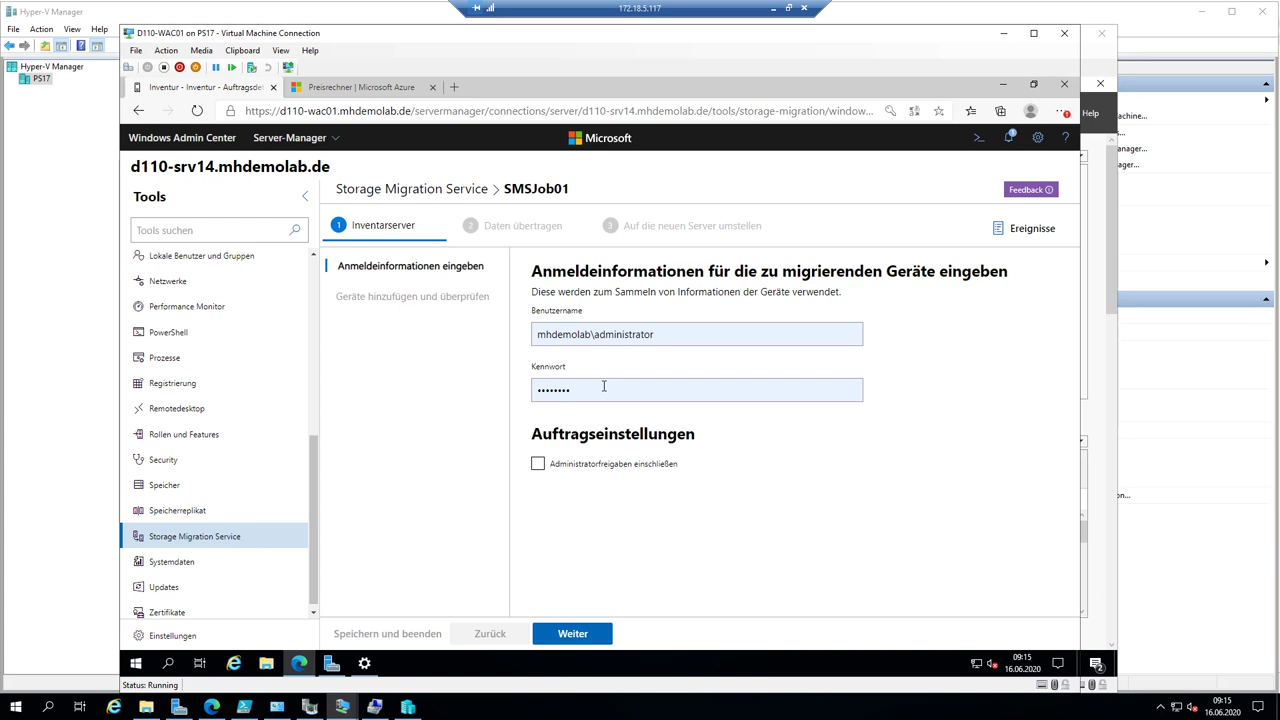 Hyper-V Manager
172.18.5.117
File Action View Help
Hyper-V Manager
PS17
D110-WAC01 on PS17 - Virtual Machine Connection
File Action Media Clipboard View Help
Inventur - Inventur - Auftragsdet
Preisrechner | Microsoft Azure
https://d110-wac01.mhdemolab.de/servermanager/connections/server/d110-srv14.mhdemolab.de/tools/storage-migration/window...
Windows Admin Center
Server-Manager
Microsoft
Help
d110-srv14.mhdemolab.de
Tools
Tools suchen
Lokale Benutzer und Gruppen
Netzwerke
Performance Monitor
PowerShell
Prozesse
Registrierung
Remotedesktop
Rollen und Features
Security
Speicher
Speicherreplikat
Storage Migration Service
Systemdaten
Updates
Zertifikate
Einstellungen
Storage Migration Service > SMSJob01
Feedback
1 Inventarserver
2 Daten übertragen
3 Auf die neuen Server umstellen
Ereignisse
Anmeldeinformationen eingeben
Geräte hinzufügen und überprüfen
Anmeldeinformationen für die zu migrierenden Geräte eingeben
Diese werden zum Sammeln von Informationen der Geräte verwendet.
Benutzername
mhdemolab\administrator
Kennwort
••••••••
Auftragseinstellungen
Administratorfreigaben einschließen
Speichern und beenden
Zurück
Weiter
achine...
anager...
ager...
on...
09:15
16.06.2020
2
Status: Running
09:15
16.06.2020